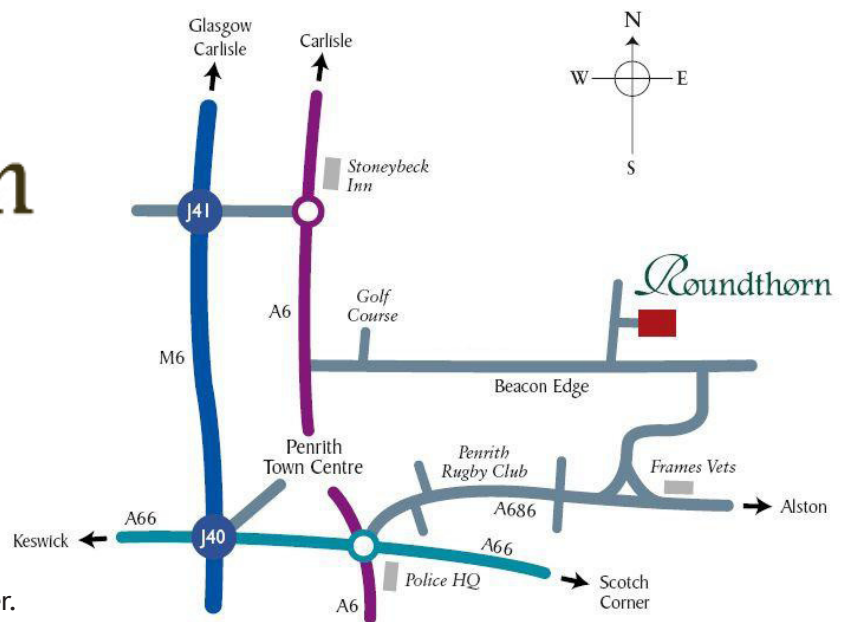 Glasgow
Carlisle
Carlisle
N
W
E
S
n
Stoneybeck
Inn
J41
Roundthorn
Golf
Course
A6
M6
Beacon Edge
Penrith
Town Centre
Penrith
Rugby Club
Frames Vets
A686
Alston
A66
Keswick
J40
A66
Police HQ
Scotch
Corner
A6
r.